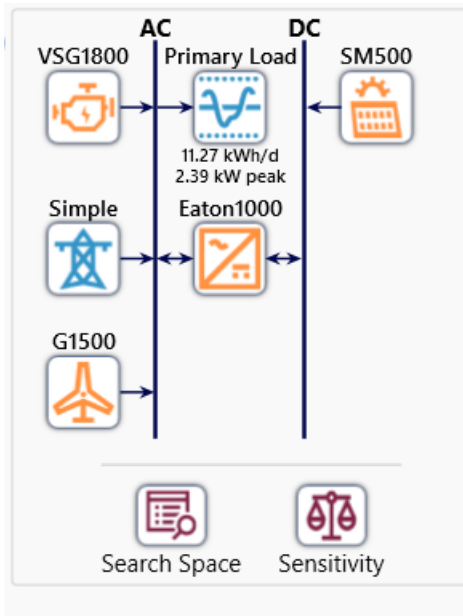 AC
DC
VSG1800
Primary Load
SM500
11.27 kWh/d
2.39 kW peak
Simple
Eaton1000
G1500
Search Space
Sensitivity